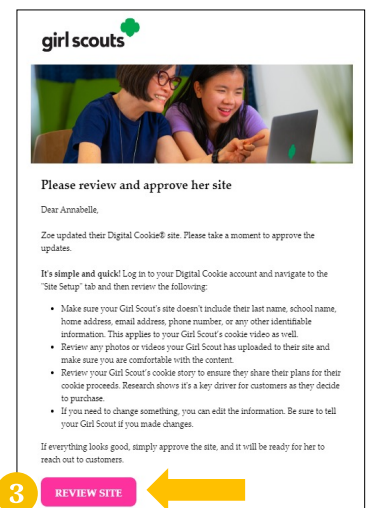 girl scouts
Please review and approve her site
Dear Annabelle,
Zoe updated their Digital Cookie® site. Please take a moment to approve the
updates.
It's simple and quick! Log in to your Digital Cookie account and navigate to the
"Site Setup" tab and then review the following:
• Make sure your Girl Scout's site doesn't include their last name, school name,
home address, email address, phone number, or any other identifiable
information. This applies to your Girl Scout's cookie video as well.
• Review any photos or videos your Girl Scout has uploaded to their site and
make sure you are comfortable with the content.
• Review your Girl Scout's cookie story to ensure they share their plans for their
cookie proceeds. Research shows it's a key driver for customers as they decide
to purchase.
• If you need to change something, you can edit the information. Be sure to tell
your Girl Scout if you made changes.
If everything looks good, simply approve the site, and it will be ready for her to
reach out to customers.
3 REVIEW SITE